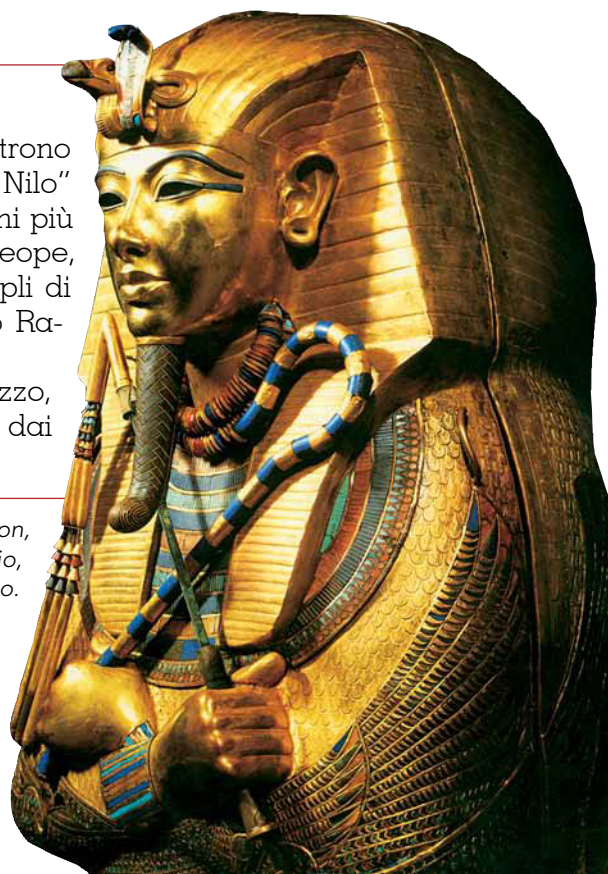 trono
Nilo”
ni più
eope,
pli di
o Ra-
zzo,
dai
on,
io,
o.